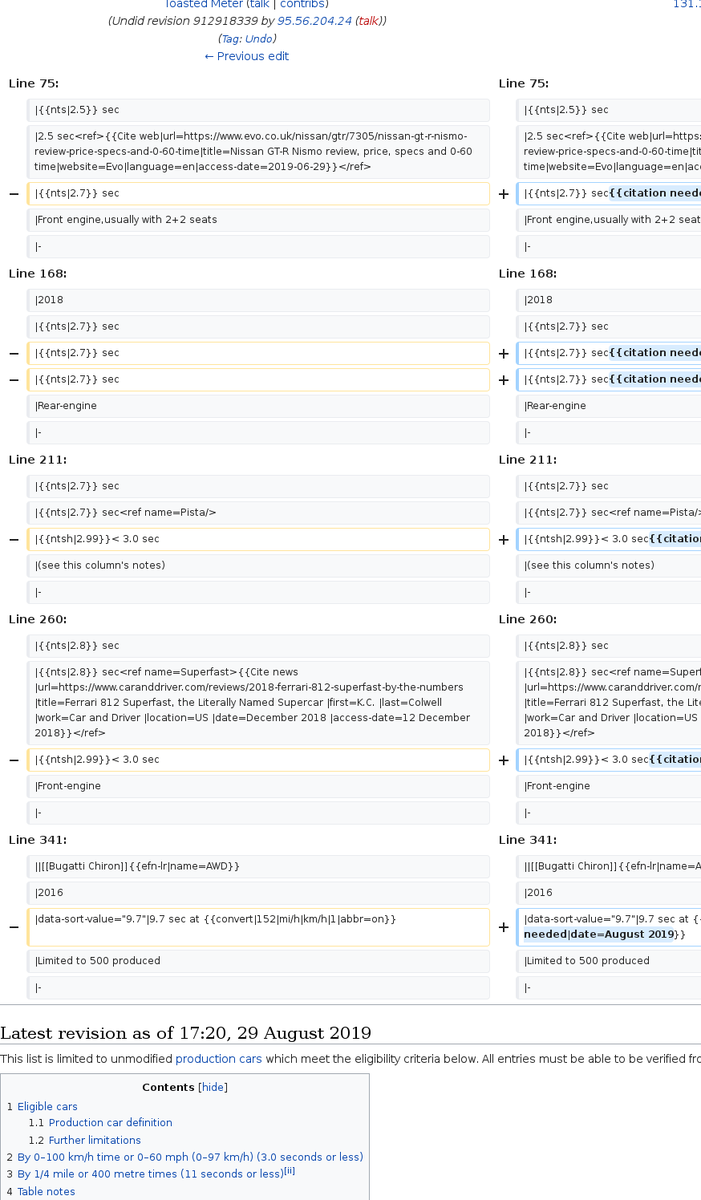 Toasted Meter (talk | contribs)
131.1
(Undid revision 912918339 by 95.56.204.24 (talk))
(Tag: Undo)
← Previous edit
Line 75:
|{{nts|2.5}} sec
|2.5 sec<ref>{{Cite web|url=https://www.evo.co.uk/nissan/gtr/7305/nissan-gt-r-nismo-
review-price-specs-and-0-60-time|title=Nissan GT-R Nismo review, price, specs and 0-60
time|website=Evo|language=en|access-date=2019-06-29}}</ref>
− |{{nts|2.7}} sec
|Front engine,usually with 2+2 seats
|-
Line 168:
|2018
|{{nts|2.7}} sec
− |{{nts|2.7}} sec
− |{{nts|2.7}} sec
|Rear-engine
|-
Line 211:
|{{nts|2.7}} sec
|{{nts|2.7}} sec<ref name=Pista/>
− |{{ntsh|2.99}}< 3.0 sec
|(see this column's notes)
|-
Line 260:
|{{nts|2.8}} sec
|{{nts|2.8}} sec<ref name=Superfast>{{Cite news
|url=https://www.caranddriver.com/reviews/2018-ferrari-812-superfast-by-the-numbers
|title=Ferrari 812 Superfast, the Literally Named Supercar |first=K.C. |last=Colwell
|work=Car and Driver |location=US |date=December 2018 |access-date=12 December
2018}}</ref>
− |{{ntsh|2.99}}< 3.0 sec
|Front-engine
|-
Line 341:
||[[Bugatti Chiron]]{{efn-lr|name=AWD}}
|2016
− |data-sort-value="9.7"|9.7 sec at {{convert|152|mi/h|km/h|1|abbr=on}}
|Limited to 500 produced
|-
Line 75:
|{{nts|2.5}} sec
|2.5 sec<ref>{{Cite web|url=https:
review-price-specs-and-0-60-time|t
time|website=Evo|language=en|ac
+ |{{nts|2.7}} sec{{citation neede
|Front engine,usually with 2+2 seat
|-
Line 168:
|2018
|{{nts|2.7}} sec
+ |{{nts|2.7}} sec{{citation neede
+ |{{nts|2.7}} sec{{citation neede
|Rear-engine
|-
Line 211:
|{{nts|2.7}} sec
|{{nts|2.7}} sec<ref name=Pista/>
+ |{{ntsh|2.99}}< 3.0 sec{{citatio
|(see this column's notes)
|-
Line 260:
|{{nts|2.8}} sec
|{{nts|2.8}} sec<ref name=Superf
|url=https://www.caranddriver.com/r
|title=Ferrari 812 Superfast, the Lite
|work=Car and Driver |location=US
2018}}</ref>
+ |{{ntsh|2.99}}< 3.0 sec{{citatio
|Front-engine
|-
Line 341:
||[[Bugatti Chiron]]{{efn-lr|name=A
|2016
+ |data-sort-value="9.7"|9.7 sec at {
needed|date=August 2019}}
|Limited to 500 produced
|-
Latest revision as of 17:20, 29 August 2019
This list is limited to unmodified production cars which meet the eligibility criteria below. All entries must be able to be verified fro
Contents [hide]
1 Eligible cars
1.1 Production car definition
1.2 Further limitations
2 By 0–100 km/h time or 0–60 mph (0–97 km/h) (3.0 seconds or less)
3 By 1/4 mile or 400 metre times (11 seconds or less)[ii]
4 Table notes